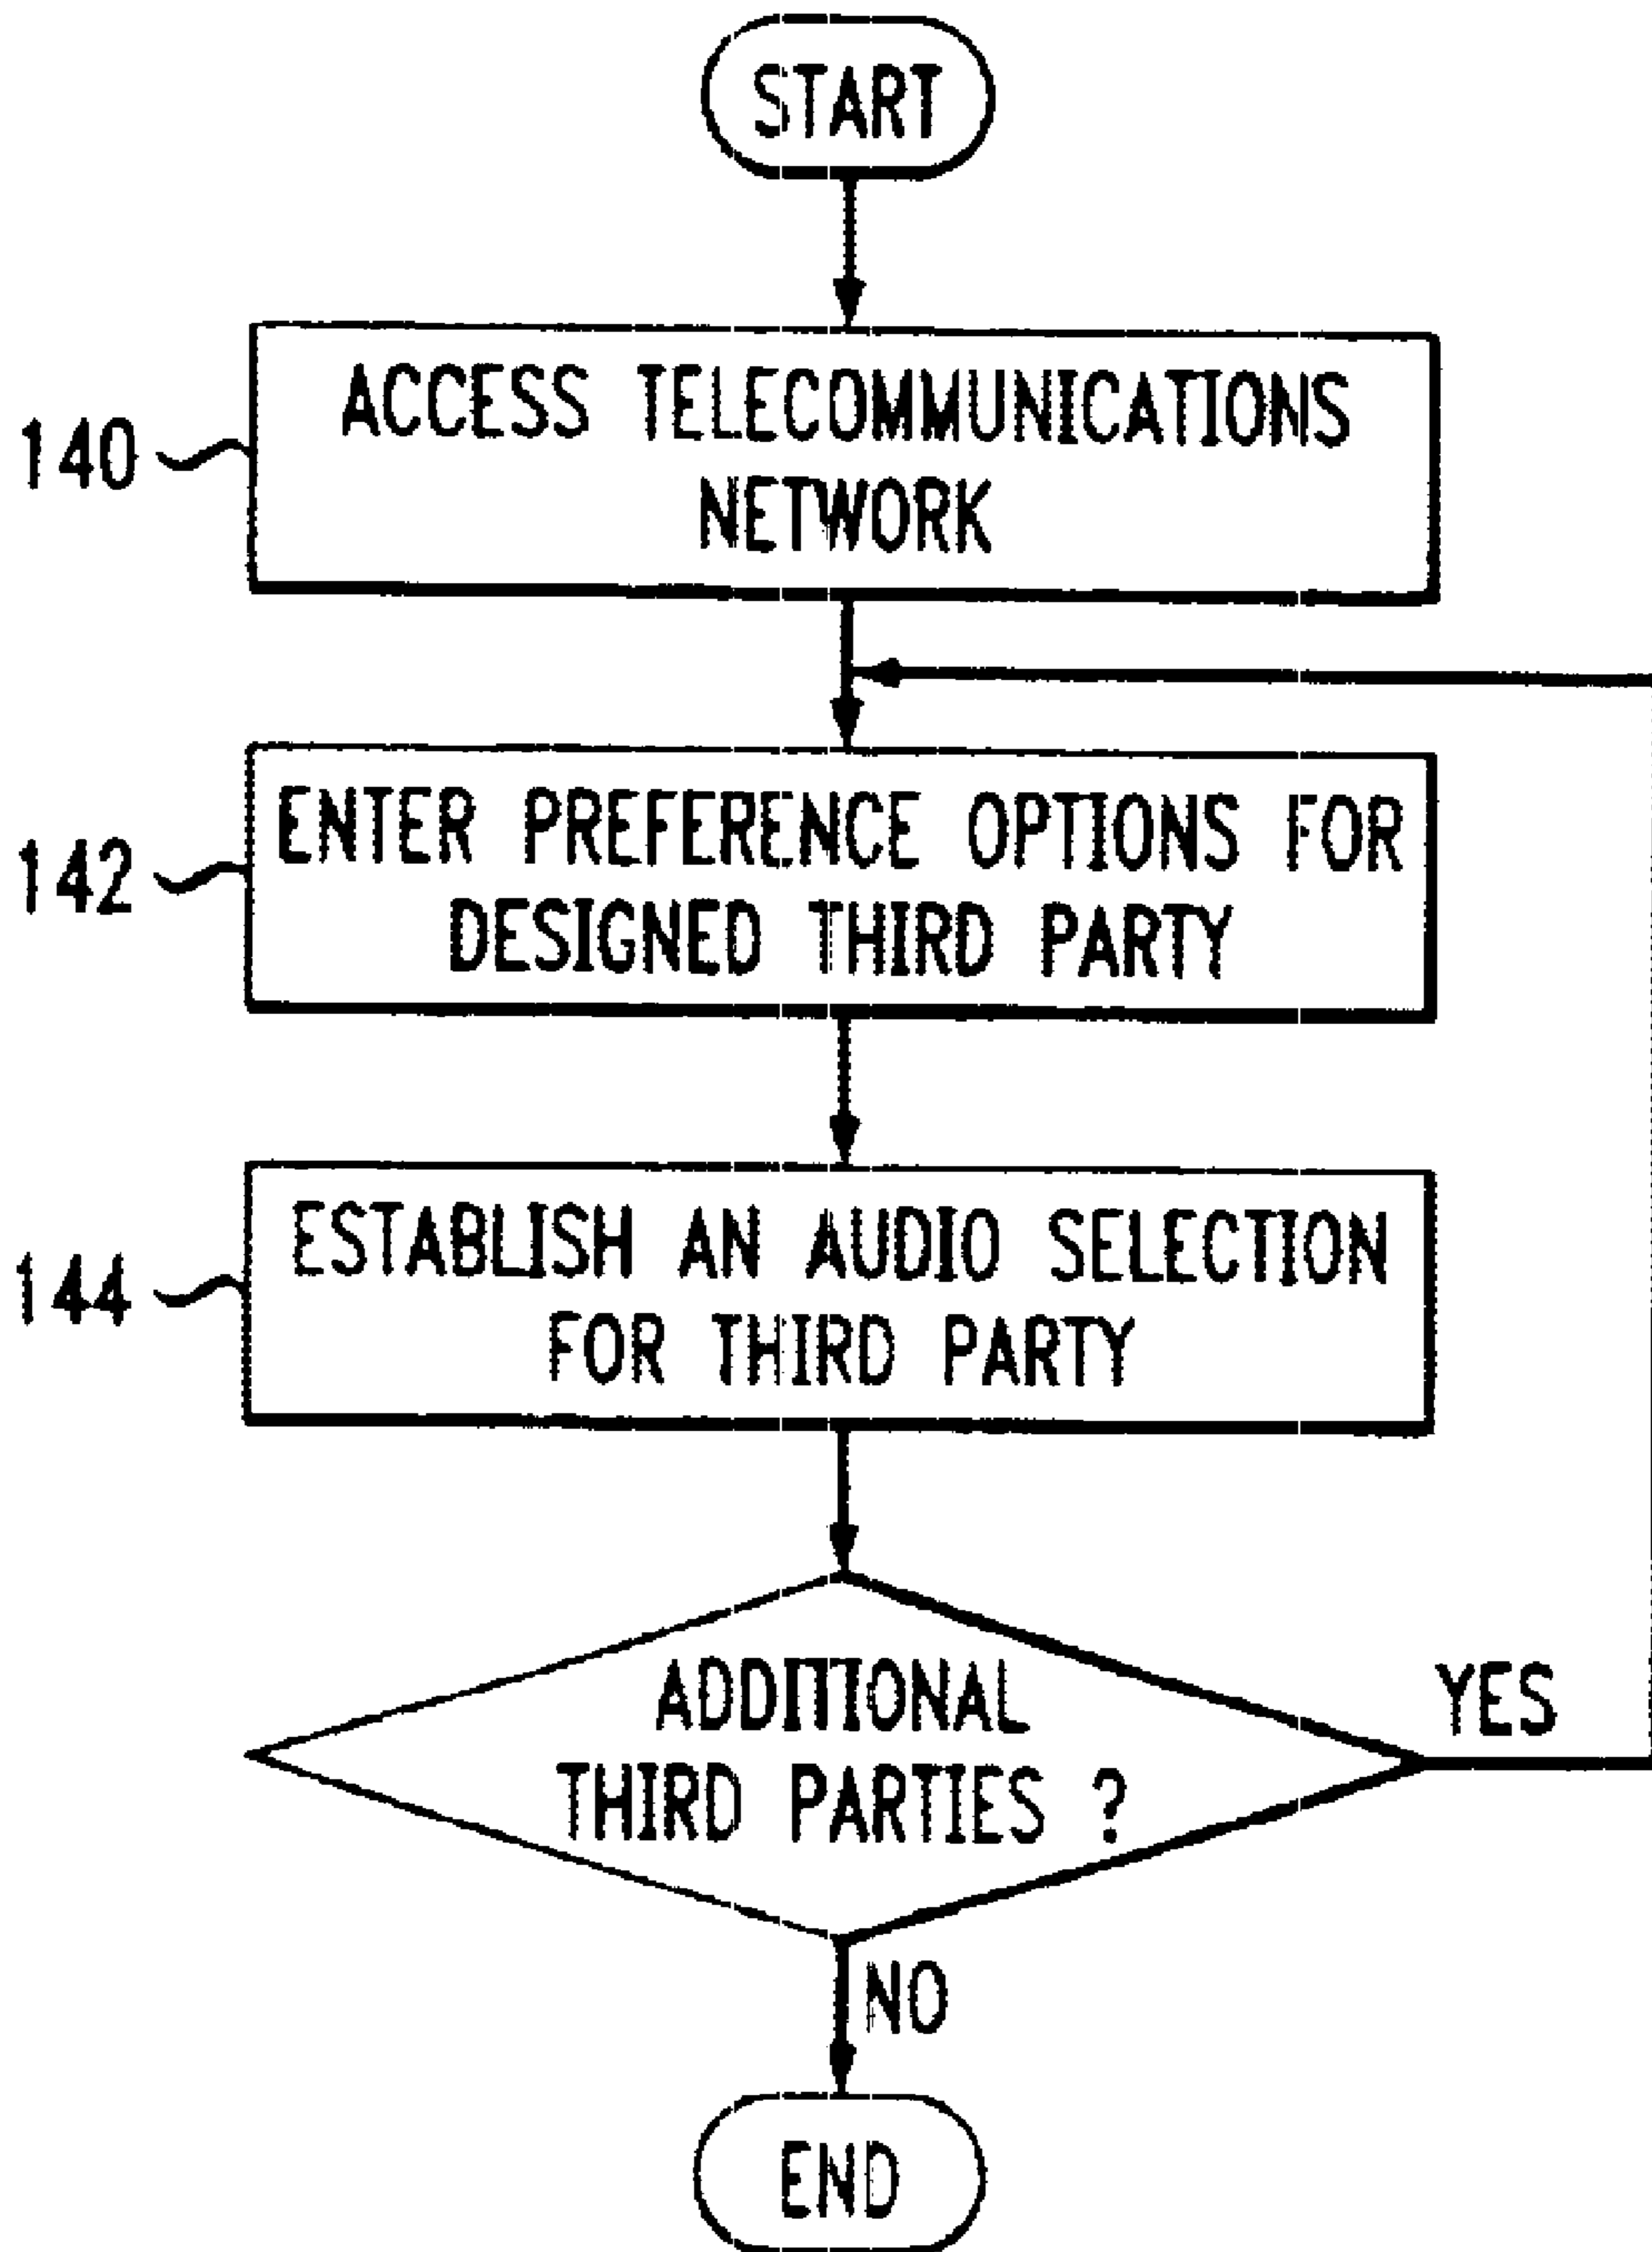 START
140
ACCESS TELECOMMUNICATIONS
NETWORK
142
ENTER PREFERENCE OPTIONS FOR
DESIGNED THIRD PARTY
144
ESTABLISH AN AUDIO SELECTION
FOR THIRD PARTY
ADDITIONAL
THIRD PARTIES ?
YES
NO
END